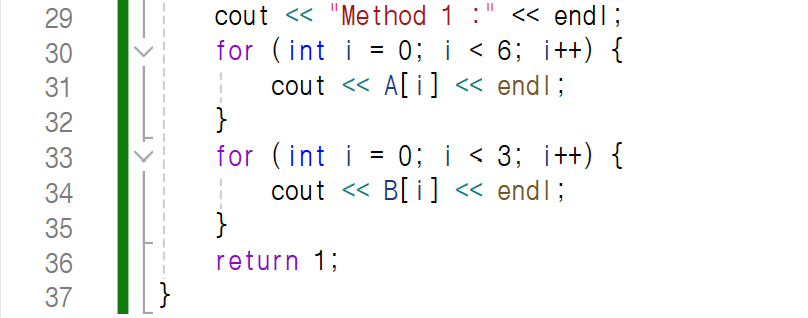 29 cout << "Method 1 :" << endl;
30 for (int i = 0; i < 6; i++) {
31 cout << A[i] << endl;
32 }
33 for (int i = 0; i < 3; i++) {
34 cout << B[i] << endl;
35 }
36 return 1;
37 }